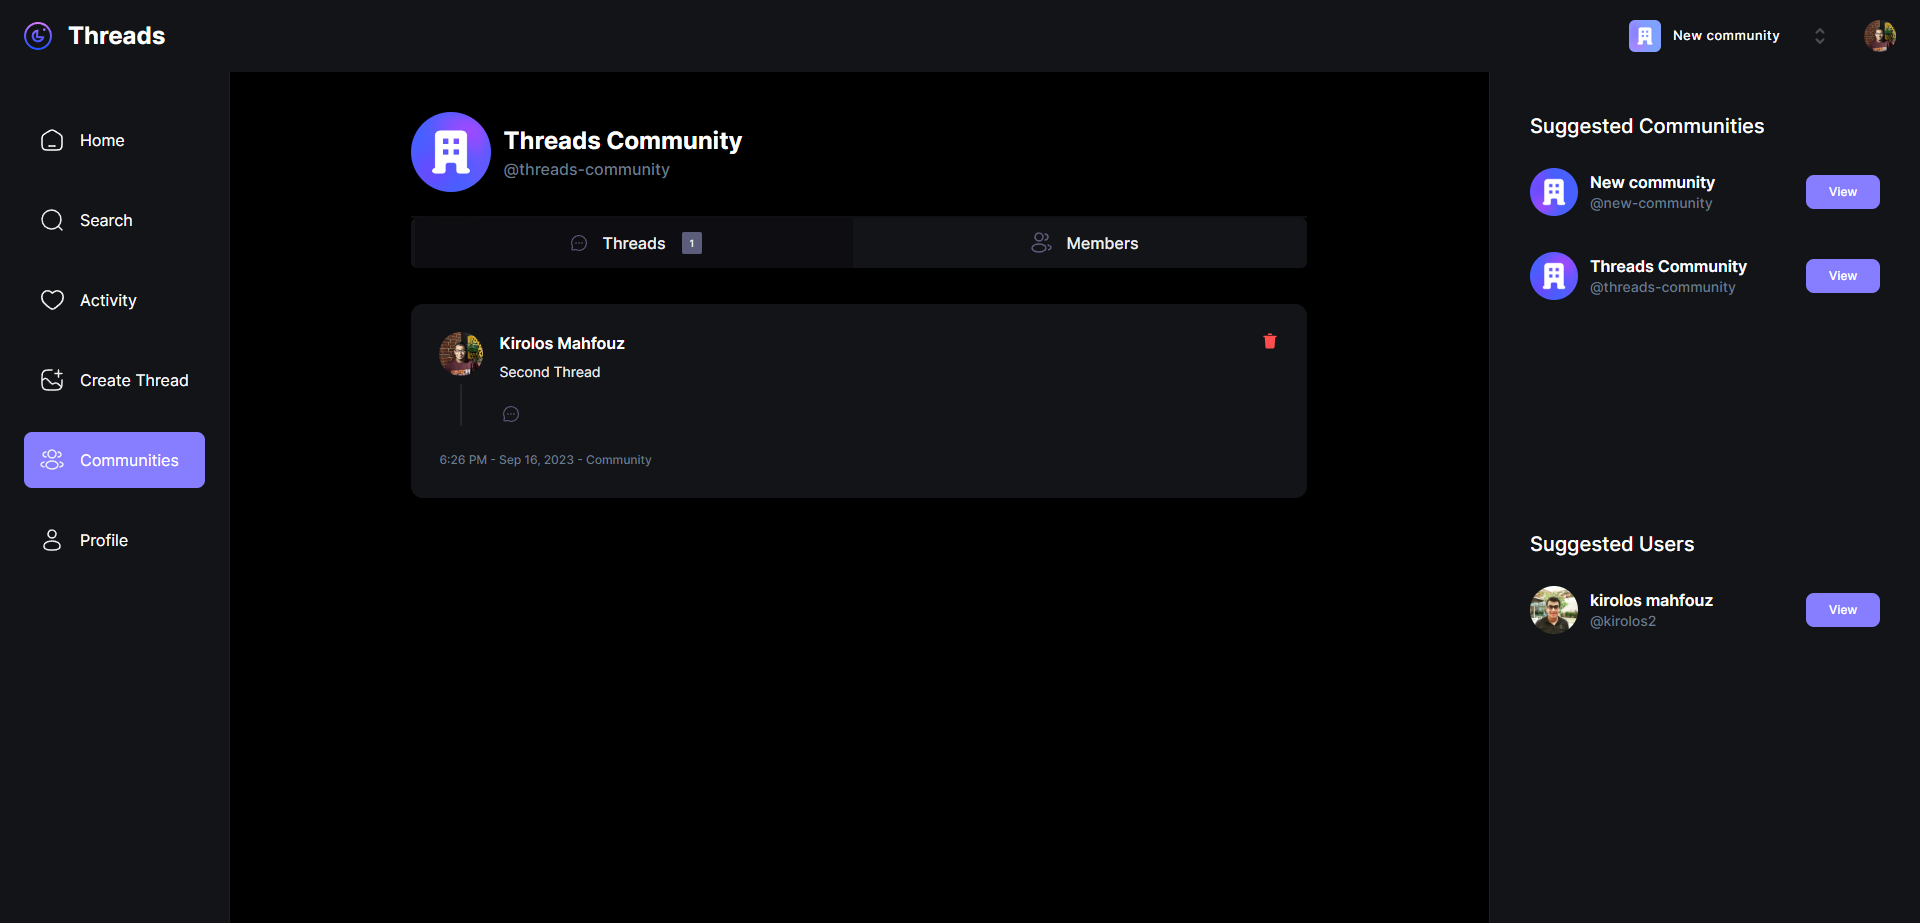 Threads
New community
Home
Search
Activity
Create Thread
Communities
Profile
Threads Community
@threads-community
Threads 1
Members
Kirolos Mahfouz
Second Thread
6:26 PM - Sep 16, 2023 - Community
Suggested Communities
New community
@new-community
View
Threads Community
@threads-community
View
Suggested Users
kirolos mahfouz
@kirolos2
View